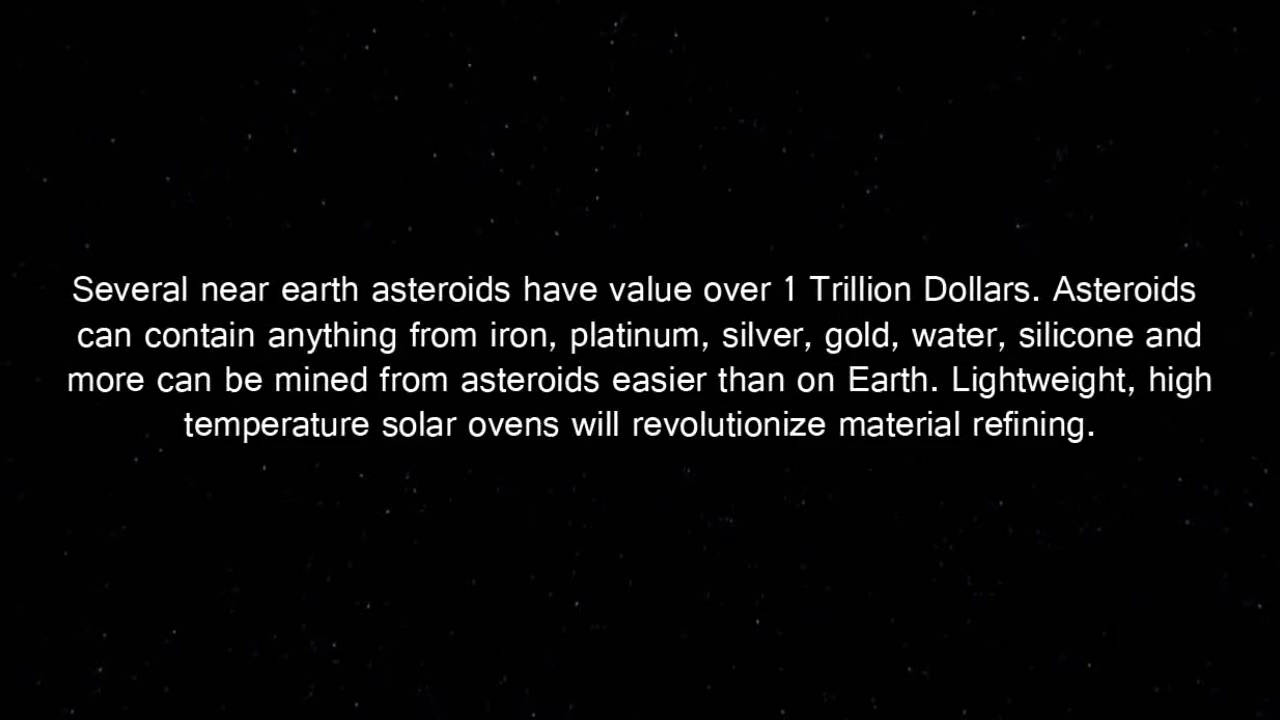 Several near earth asteroids have value over 1 Trillion Dollars. Asteroids
can contain anything from iron, platinum, silver, gold, water, silicone and
more can be mined from asteroids easier than on Earth. Lightweight, high
temperature solar ovens will revolutionize material refining.